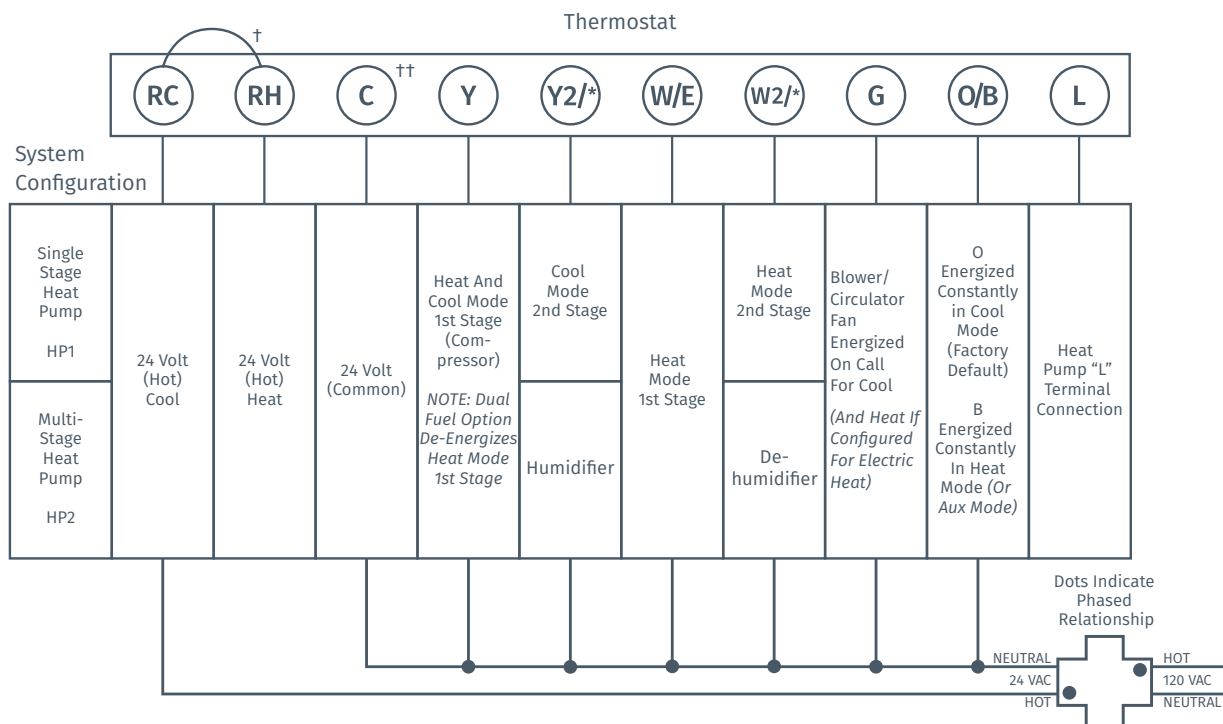 Thermostat
†
††
RC
RH
C
Y
Y2/*
W/E
W2/*
G
O/B
L
System
Configuration
Single
Stage
Heat
Pump
HP1
Multi-
Stage
Heat
Pump
HP2
24 Volt
(Hot)
Cool
24 Volt
(Hot)
Heat
24 Volt
(Common)
Heat And
Cool Mode
1st Stage
(Com-
pressor)
NOTE: Dual
Fuel Option
De-Energizes
Heat Mode
1st Stage
Cool
Mode
2nd Stage
Humidifier
Heat
Mode
1st Stage
Heat
Mode
2nd Stage
De-
humidifier
Blower/
Circulator
Fan
Energized
On Call
For Cool
(And Heat If
Configured
For Electric
Heat)
O
Energized
Constantly
in Cool
Mode
(Factory
Default)
B
Energized
Constantly
In Heat
Mode (Or
Aux Mode)
Heat
Pump “L”
Terminal
Connection
Dots Indicate
Phased
Relationship
NEUTRAL
24 VAC
HOT
HOT
120 VAC
NEUTRAL